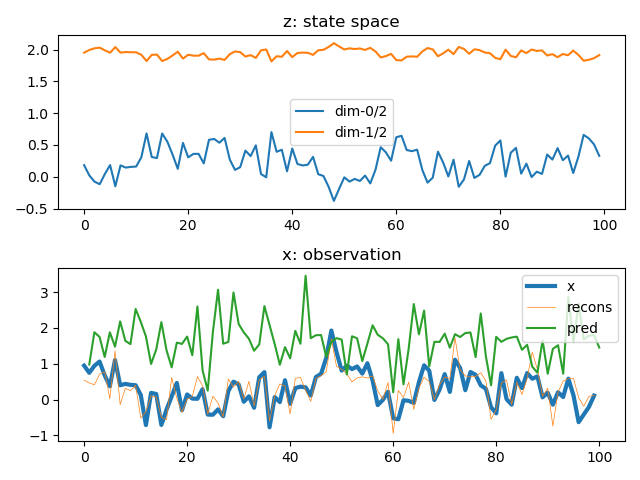 z: state space
2.0
1.5
1.0
0.5
0.0
−0.5
dim-0/2
dim-1/2
0 20 40 60 80 100
x: observation
3
2
1
0
−1
x
recons
pred
0 20 40 60 80 100